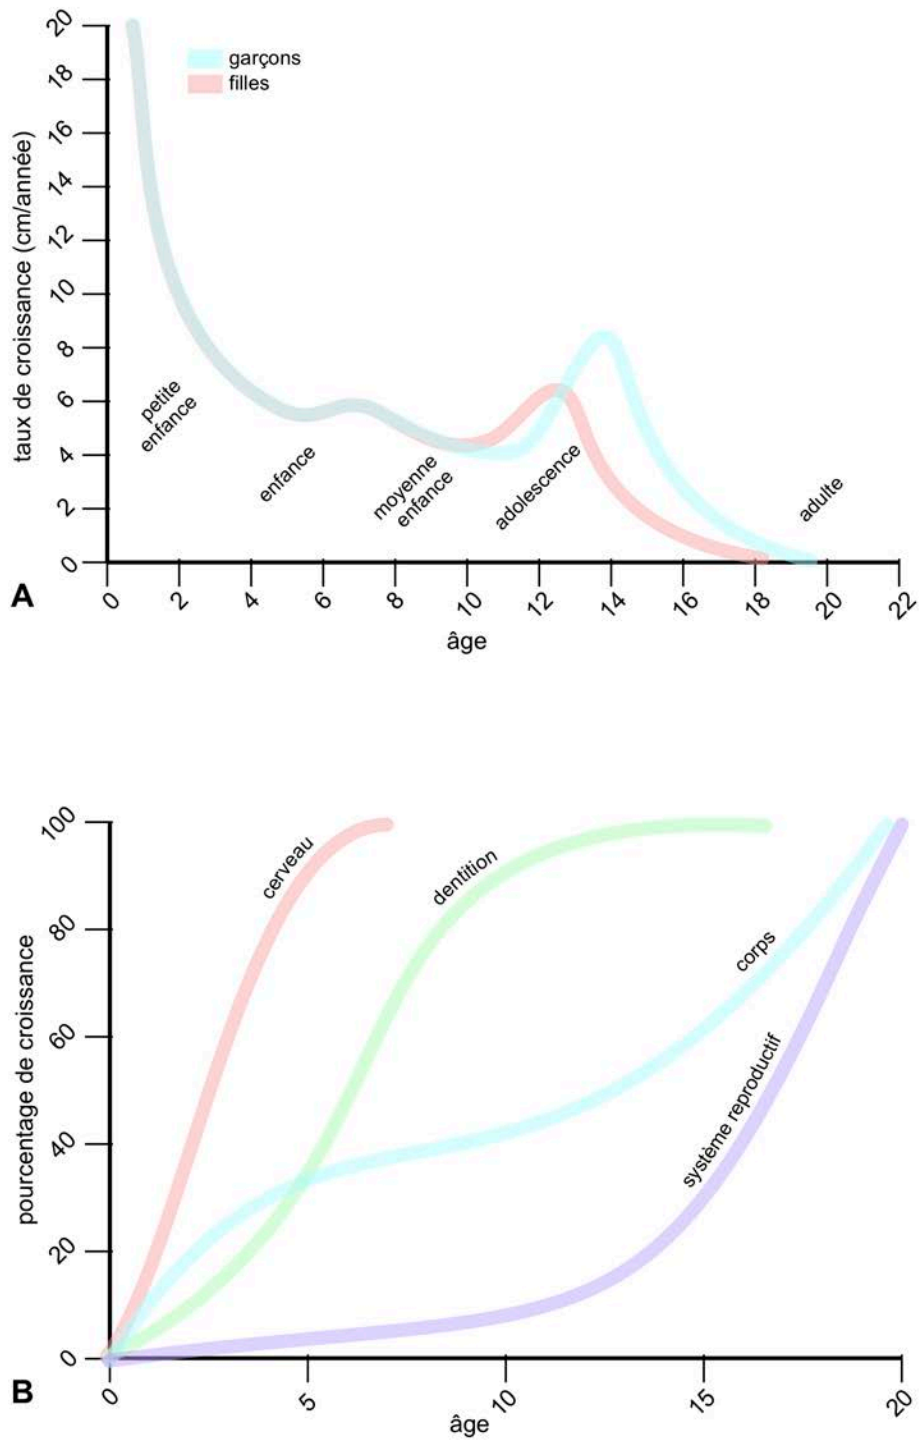 20
18
16
14
12
10
8
6
4
2
0
taux de croissance (cm/année)
garçons
filles
petite
enfance
enfance
moyenne
enfance
adolescence
adulte
A
0 2 4 6 8 10 12 14 16 18 20 22
âge
100
80
60
40
20
0
pourcentage de croissance
cerveau
dentition
corps
système reproductif
B
0 5 10 15 20
âge